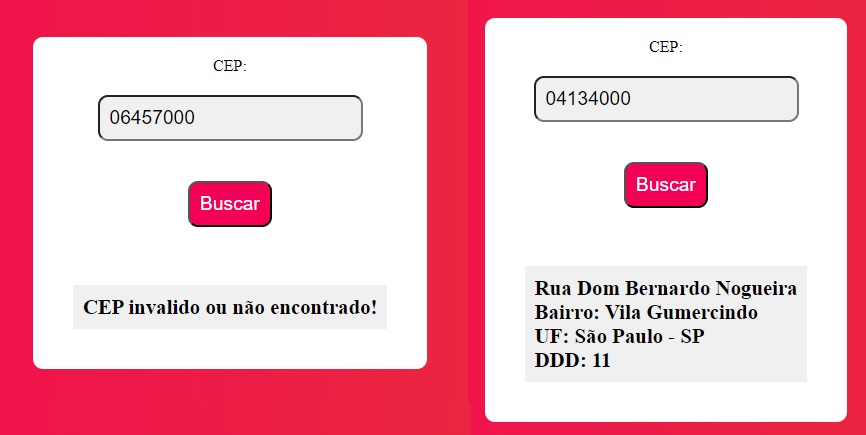 CEP:
06457000
Buscar
CEP invalido ou não encontrado!
CEP:
04134000
Buscar
Rua Dom Bernardo Nogueira
Bairro: Vila Gumercindo
UF: São Paulo - SP
DDD: 11